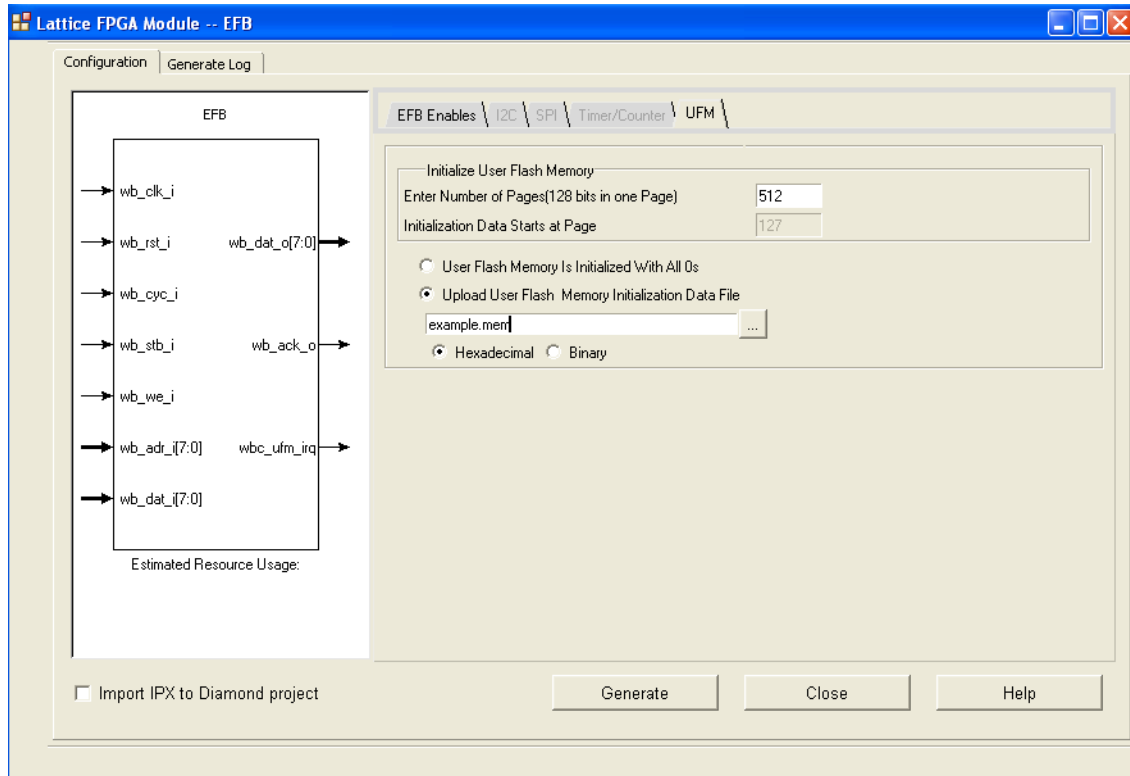 Lattice FPGA Module -- EFB
Configuration Generate Log
EFB
wb_clk_i
wb_rst_i wb_dat_o[7:0]
wb_cyc_i
wb_stb_i wb_ack_o
wb_we_i
wb_adr_i[7:0] wbc_ufm_irq
wb_dat_i[7:0]
Estimated Resource Usage:
EFB Enables I2C SPI Timer/Counter UFM
Initialize User Flash Memory
Enter Number of Pages(128 bits in one Page) 512
Initialization Data Starts at Page 127
User Flash Memory Is Initialized With All 0s
Upload User Flash Memory Initialization Data File
example.mem ...
Hexadecimal Binary
Import IPX to Diamond project Generate Close Help